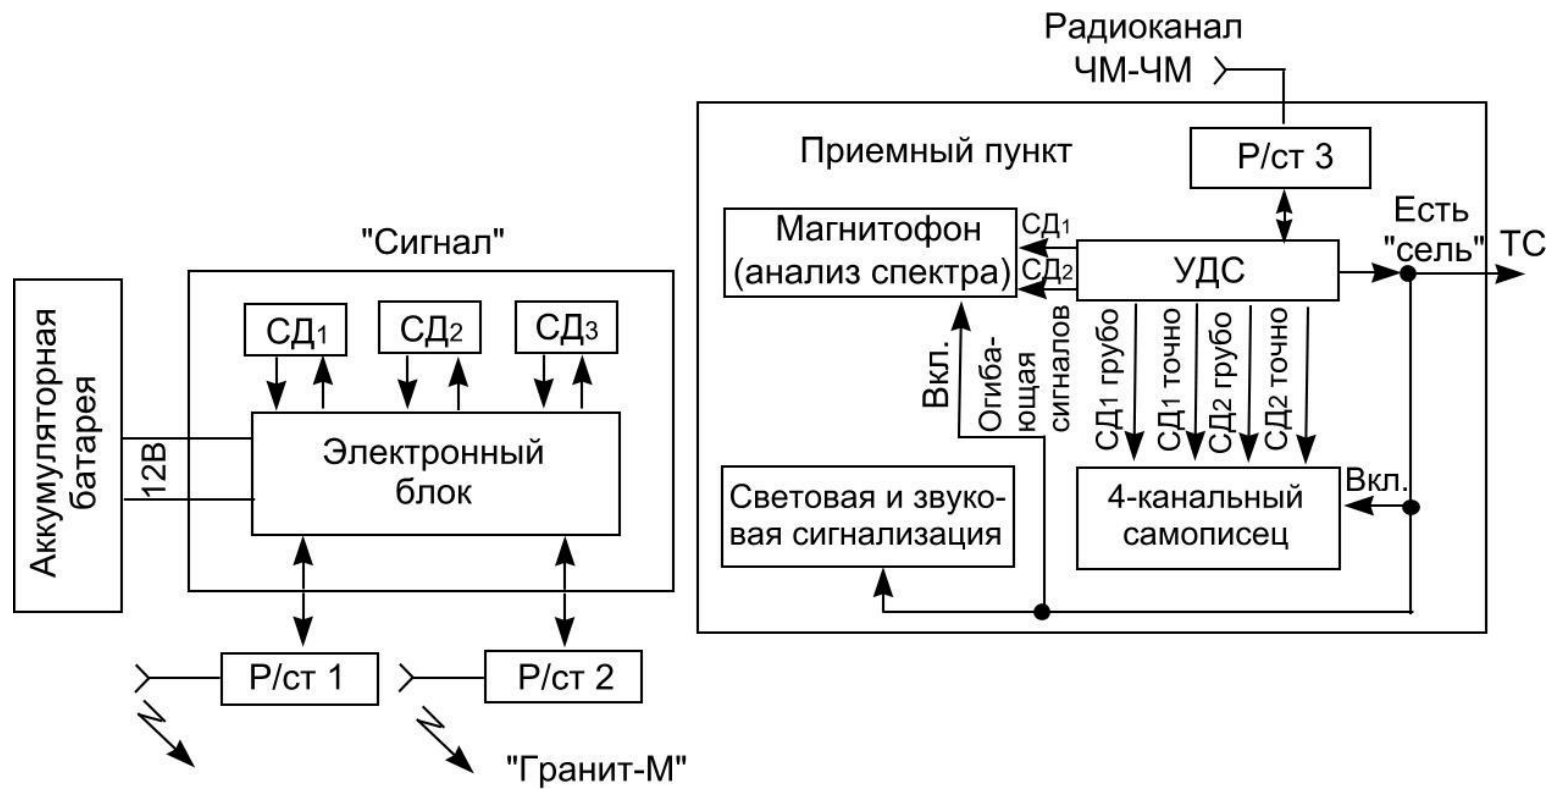 Радиоканал
ЧМ-ЧМ
Приемный пункт
Р/ст 3
Есть
"сель"
ТС
Магнитофон
(анализ спектра)
СД1
СД2
УДС
"Сигнал"
СД1
СД2
СД3
Аккумуляторная
батарея
12В
Электронный
блок
Вкл.
Огиба-
ющая
сигналов
СД1 грубо
СД1 точно
СД2 грубо
СД2 точно
Световая и звуко-
вая сигнализация
4-канальный
самописец
Вкл.
Р/ст 1
Р/ст 2
"Гранит-М"